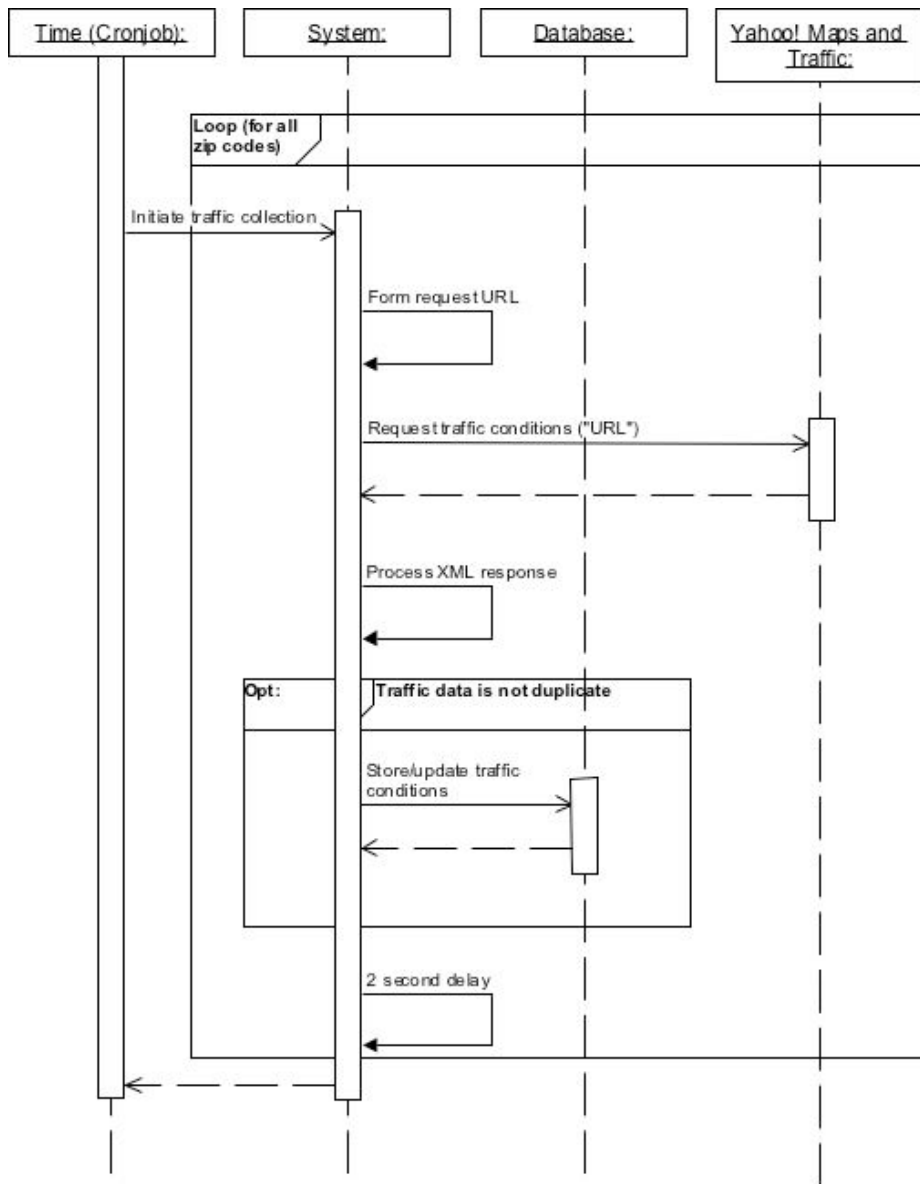 Time (Cronjob):
System:
Database:
Yahoo! Maps and
Traffic:
Loop (for all
zip codes)
Initiate traffic collection
Form request URL
Request traffic conditions ("URL")
Process XML response
Opt:
Traffic data is not duplicate
Store/update traffic
conditions
2 second delay